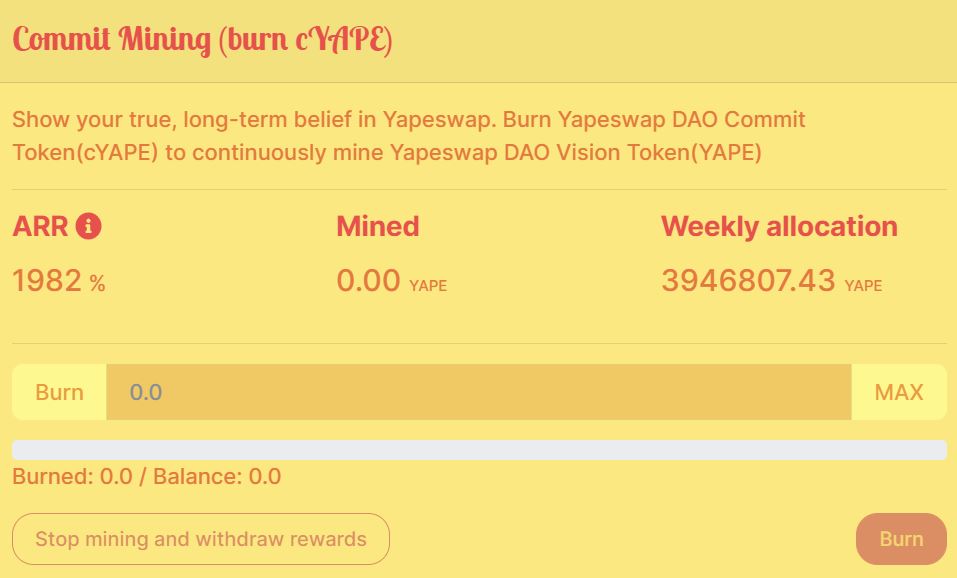 Commit Mining (burn cYAPE)
Show your true, long-term belief in Yapeswap. Burn Yapeswap DAO Commit
Token(cYAPE) to continuously mine Yapeswap DAO Vision Token(YAPE)
ARR Mined Weekly allocation
1982 % 0.00 YAPE 3946807.43 YAPE
Burn 0.0 MAX
Burned: 0.0 / Balance: 0.0
Stop mining and withdraw rewards Burn